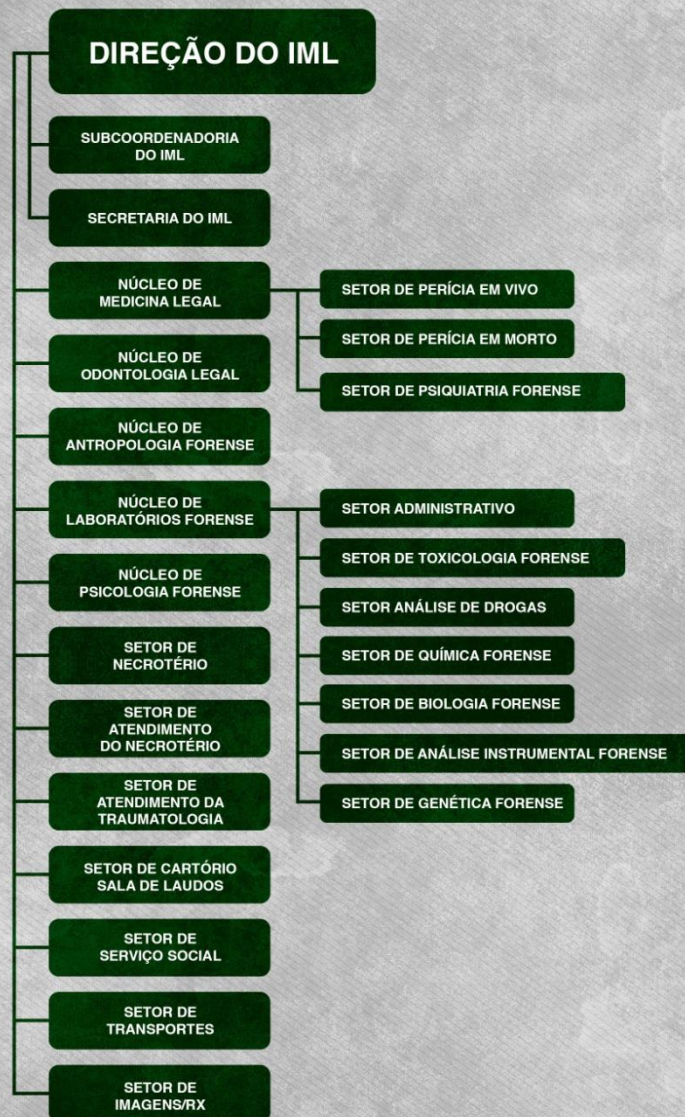 DIREÇÃO DO IML
SUBCOORDENADORIA
DO IML
SECRETARIA DO IML
NÚCLEO DE
MEDICINA LEGAL
SETOR DE PERÍCIA EM VIVO
SETOR DE PERÍCIA EM MORTO
SETOR DE PSIQUIATRIA FORENSE
NÚCLEO DE
ODONTOLOGIA LEGAL
NÚCLEO DE
ANTROPOLOGIA FORENSE
NÚCLEO DE
LABORATÓRIOS FORENSE
SETOR ADMINISTRATIVO
SETOR DE TOXICOLOGIA FORENSE
SETOR ANÁLISE DE DROGAS
SETOR DE QUÍMICA FORENSE
SETOR DE BIOLOGIA FORENSE
SETOR DE ANÁLISE INSTRUMENTAL FORENSE
SETOR DE GENÉTICA FORENSE
NÚCLEO DE
PSICOLOGIA FORENSE
SETOR DE
NECROTÉRIO
SETOR DE
ATENDIMENTO
DO NECROTÉRIO
SETOR DE
ATENDIMENTO DA
TRAUMATOLOGIA
SETOR DE CARTÓRIO
SALA DE LAUDOS
SETOR DE
SERVIÇO SOCIAL
SETOR DE
TRANSPORTES
SETOR DE
IMAGENS/RX